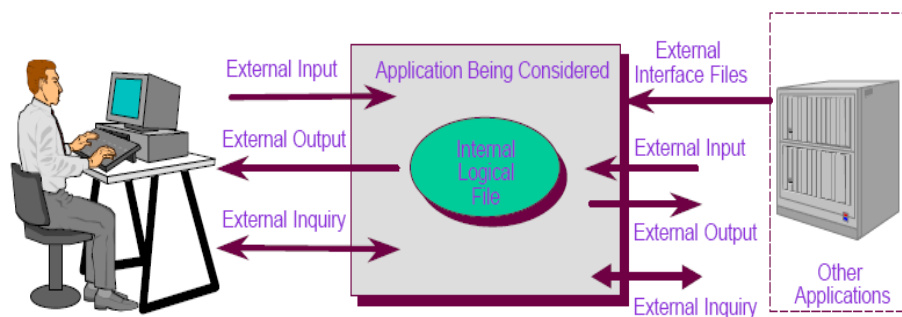 External Input
External Output
External Inquiry
Application Being Considered
Internal
Logical
File
External
Interface Files
External Input
External Output
External Inquiry
Other
Applications